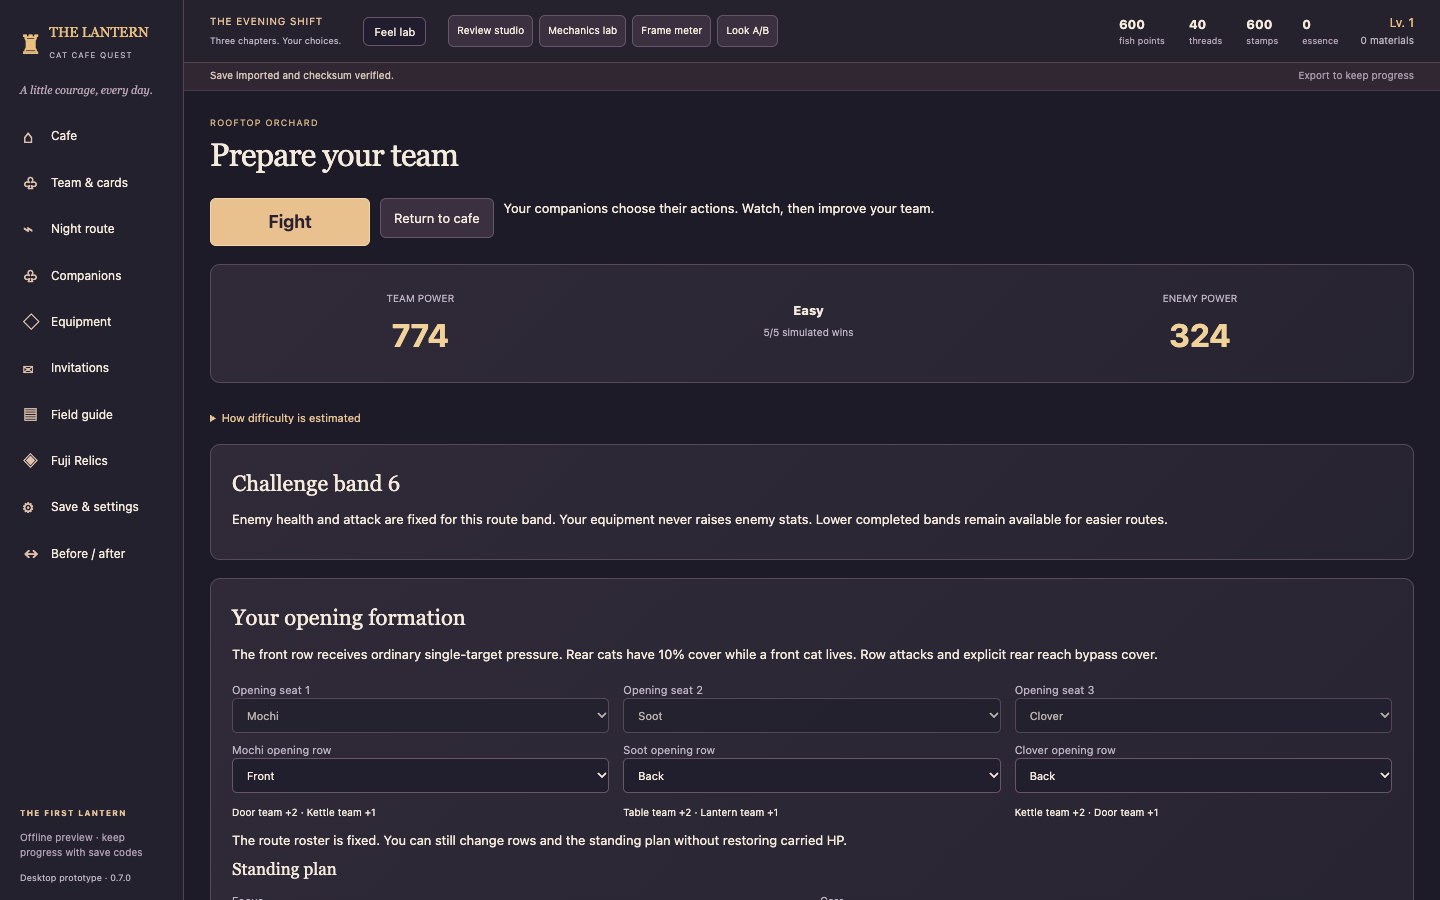 THE LANTERN
CAT CAFE QUEST
A little courage, every day.
Cafe
Team & cards
Night route
Companions
Equipment
Invitations
Field guide
Fuji Relics
Save & settings
Before / after
THE FIRST LANTERN
Offline preview · keep
progress with save codes
Desktop prototype · 0.7.0
THE EVENING SHIFT
Three chapters. Your choices.
Feel lab
Review studio
Mechanics lab
Frame meter
Look A/B
600
fish points
40
threads
600
stamps
0
essence
Lv. 1
0 materials
Save imported and checksum verified.
Export to keep progress
ROOFTOP ORCHARD
Prepare your team
Fight
Return to cafe
Your companions choose their actions. Watch, then improve your team.
TEAM POWER
774
Easy
5/5 simulated wins
ENEMY POWER
324
How difficulty is estimated
Challenge band 6
Enemy health and attack are fixed for this route band. Your equipment never raises enemy stats. Lower completed bands remain available for easier routes.
Your opening formation
The front row receives ordinary single-target pressure. Rear cats have 10% cover while a front cat lives. Row attacks and explicit rear reach bypass cover.
Opening seat 1
Opening seat 2
Opening seat 3
Mochi
Soot
Clover
Mochi opening row
Soot opening row
Clover opening row
Front
Back
Back
Door team +2 · Kettle team +1
Table team +2 · Lantern team +1
Kettle team +2 · Door team +1
The route roster is fixed. You can still change rows and the standing plan without restoring carried HP.
Standing plan